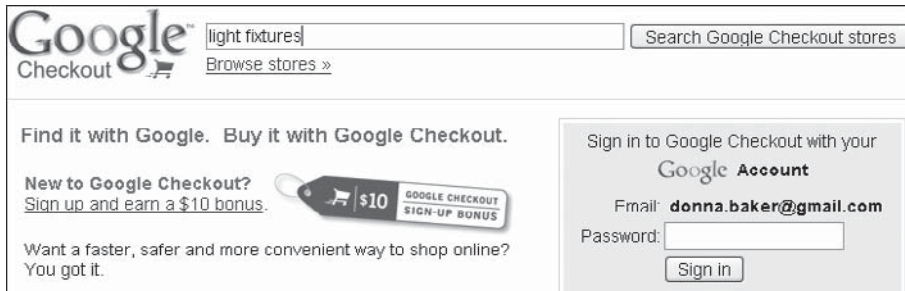 Google™
Checkout
light fixtures
Search Google Checkout stores
Browse stores »
Find it with Google. Buy it with Google Checkout.
New to Google Checkout?
Sign up and earn a $10 bonus.
$10
GOOGLE CHECKOUT
SIGN-UP BONUS
Want a faster, safer and more convenient way to shop online?
You got it.
Sign in to Google Checkout with your
Google Account
Email: donna.baker@gmail.com
Password:
Sign in